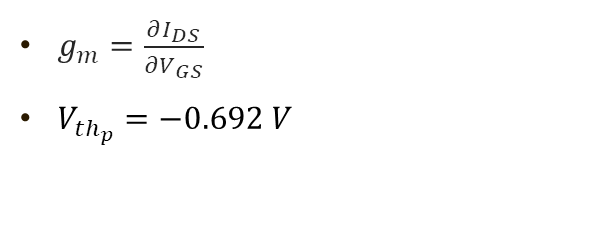 • g_m = ∂I_DS / ∂V_GS
• V_th_p = −0.692 V